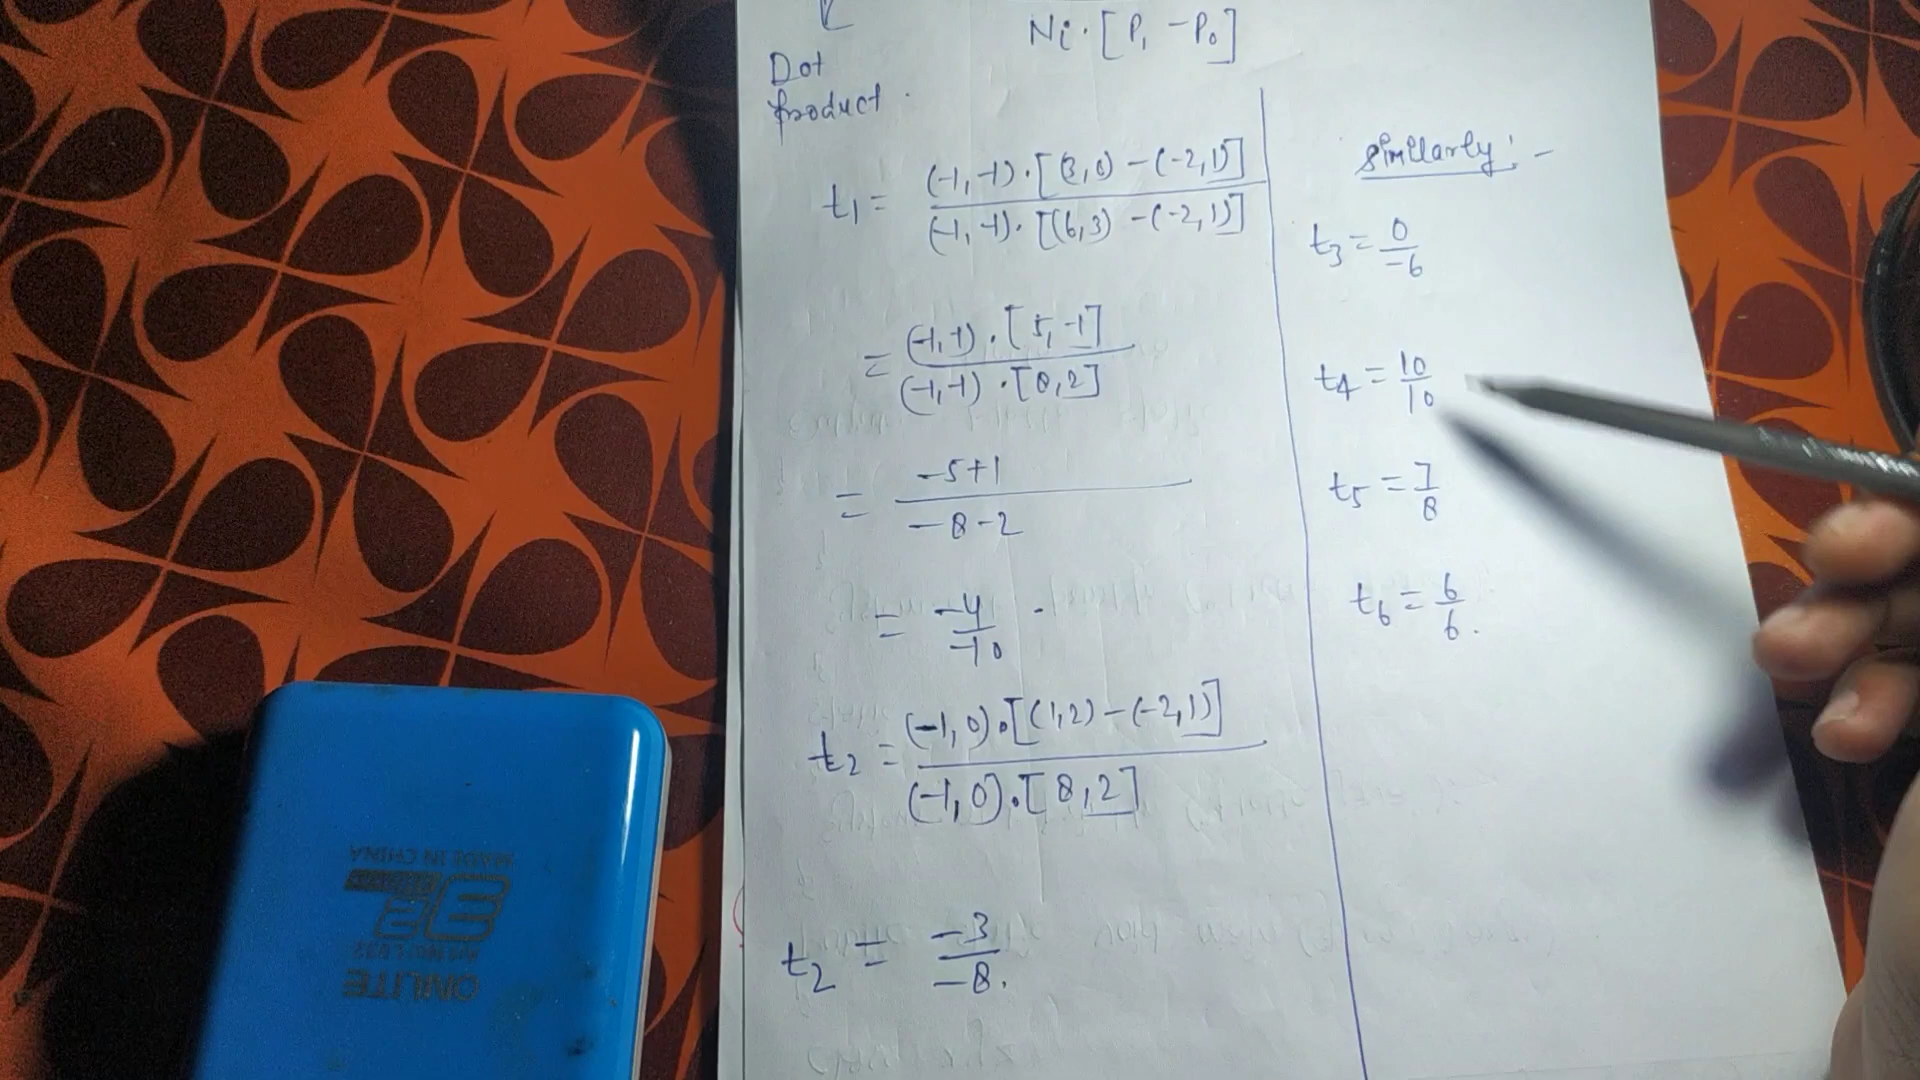 Ni·[P₁ - P₀]
Dot
product.
t₁ = (-1,-1)·[(3,0) - (-2,1)]
(-1,-1)·[(6,3) - (-2,1)]
= (-1,-1)·[5,-1]
(-1,-1)·[8,2]
= -5+1
-8-2
= -4
-10
t₂ = (-1,0)·[(1,2) - (-2,1)]
(-1,0)·[8,2]
t₂ = -3
-8.
Similarly:-
t₃ = 0
-6
t₄ = 10
10
t₅ = 7
8
t₆ = 6
6.
MADE IN CHINA
ONLITE